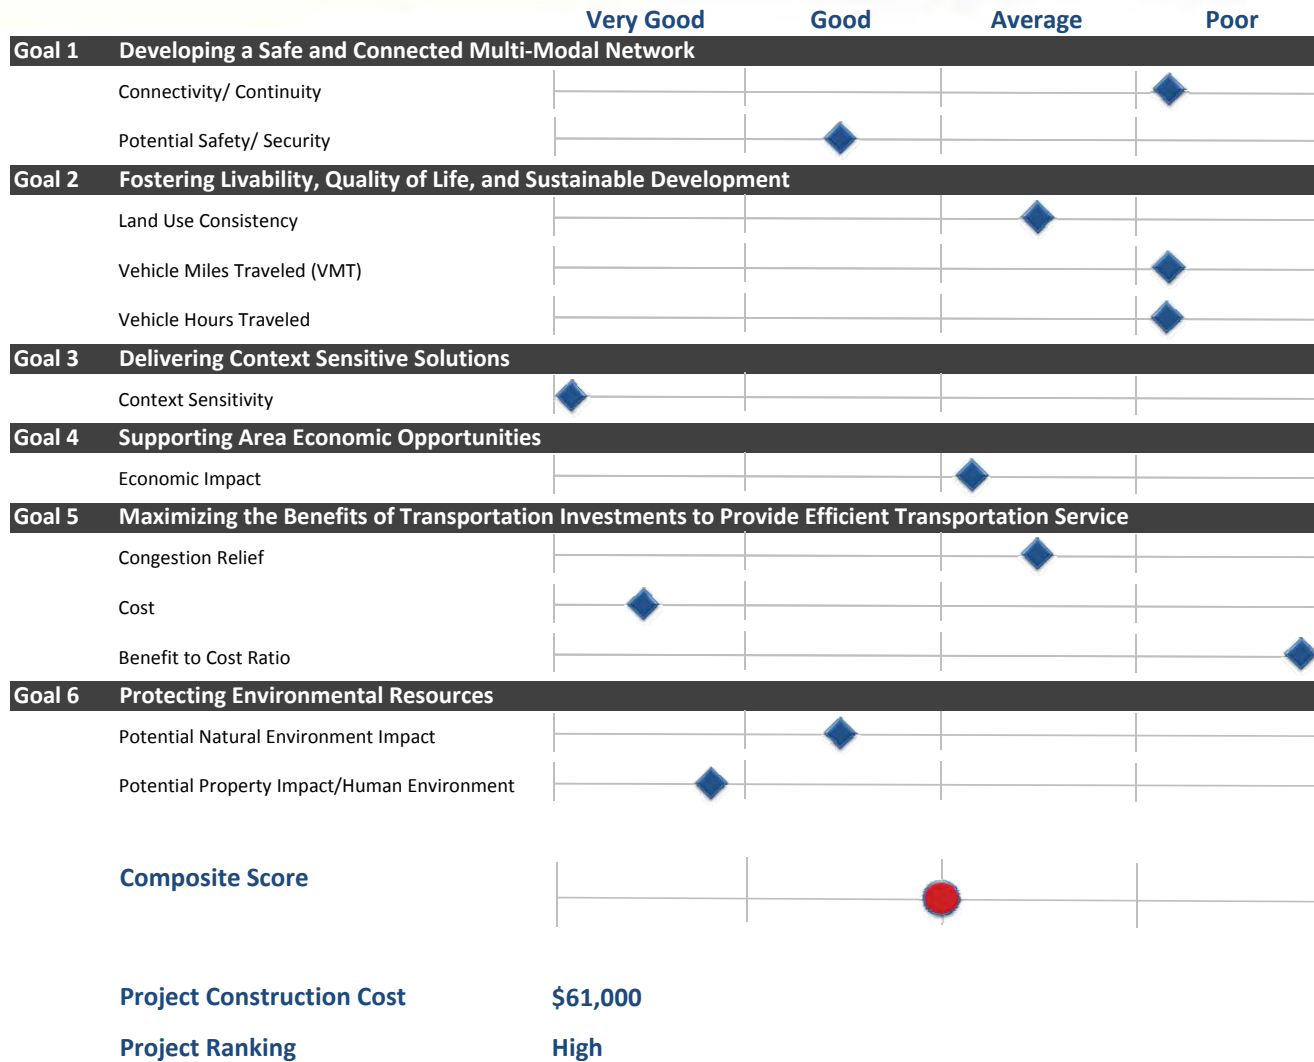 Very Good Good Average Poor
Goal 1 Developing a Safe and Connected Multi-Modal Network
Connectivity/ Continuity
Potential Safety/ Security
Goal 2 Fostering Livability, Quality of Life, and Sustainable Development
Land Use Consistency
Vehicle Miles Traveled (VMT)
Vehicle Hours Traveled
Goal 3 Delivering Context Sensitive Solutions
Context Sensitivity
Goal 4 Supporting Area Economic Opportunities
Economic Impact
Goal 5 Maximizing the Benefits of Transportation Investments to Provide Efficient Transportation Service
Congestion Relief
Cost
Benefit to Cost Ratio
Goal 6 Protecting Environmental Resources
Potential Natural Environment Impact
Potential Property Impact/Human Environment
Composite Score
Project Construction Cost $61,000
Project Ranking High